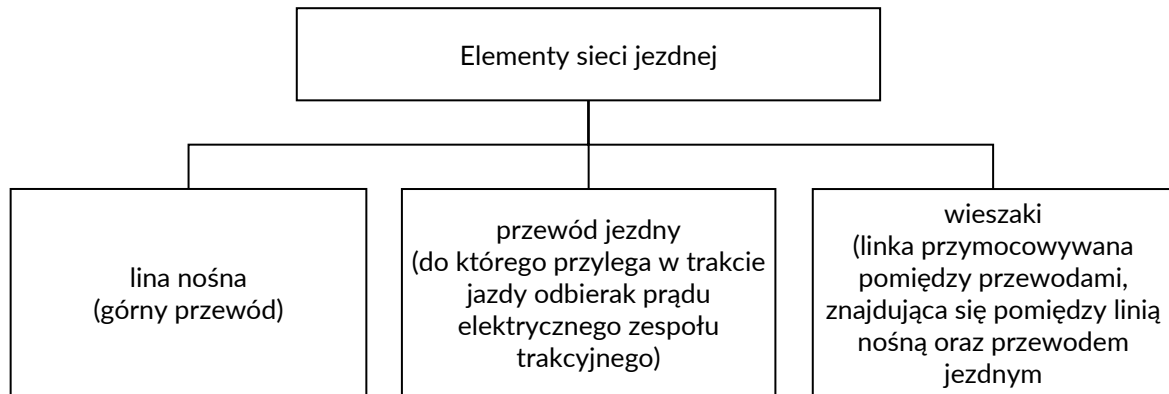 Elementy sieci jezdnej
lina nośna
(górny przewód)
przewód jezdny
(do którego przylega w trakcie
jazdy odbierak prądu
elektrycznego zespołu
trakcyjnego)
wieszaki
(linka przymocowywana
pomiędzy przewodami,
znajdująca się pomiędzy linią
nośną oraz przewodem
jezdnym